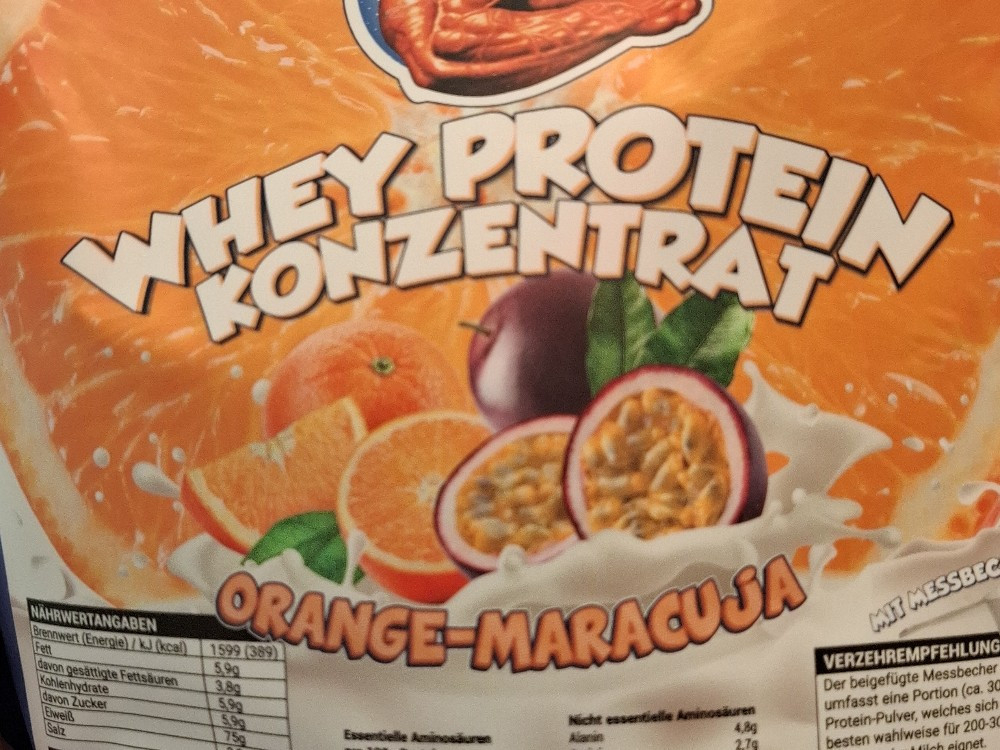 WHEY PROTEIN
KONZENTRAT
ORANGE-MARACUJA
MIT MESSBEC
NÄHRWERTANGABEN
Brennwert (Energie) / kJ (kcal) 1599 (389)
Fett 5,9g
davon gesättigte Fettsäuren 3,8g
Kohlenhydrate 5,9g
davon Zucker 5,9g
Eiweiß 75g
Salz
Essentielle Aminosäuren
Nicht essentielle Aminosäuren
Alanin 4,8g
2,7g
VERZEHREMPFEHLUNG
Der beigefügte Messbecher
umfasst eine Portion (ca. 30
Protein-Pulver, welches sich
besten wahlweise für 200-30
Milch eignet